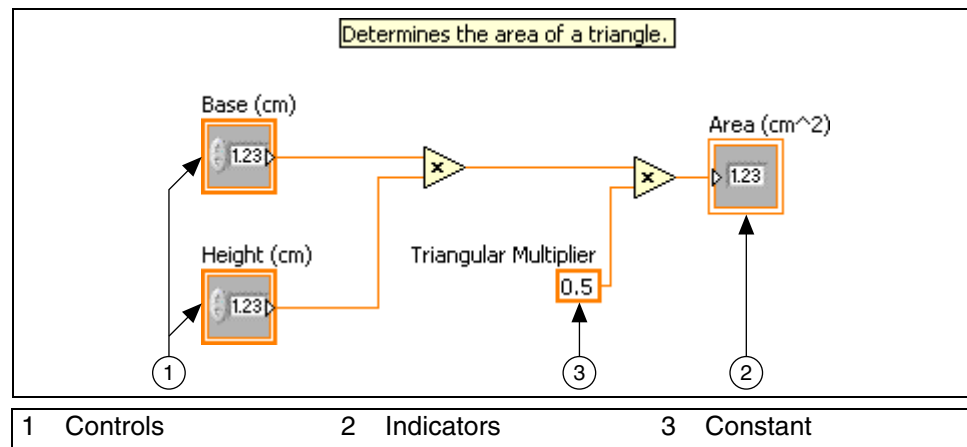 Determines the area of a triangle.
Base (cm)
1.23
×
Height (cm)
1.23
Triangular Multiplier
0.5
×
Area (cm^2)
1.23
1
3
2
1 Controls 2 Indicators 3 Constant